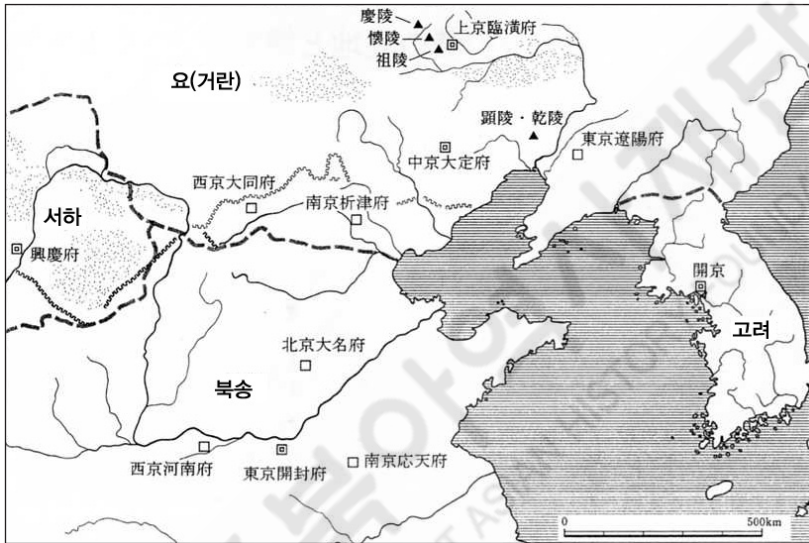 慶陵
懐陵
祖陵
上京臨潢府
요(거란)
顕陵・乾陵
東京遼陽府
中京大定府
西京大同府
南京析津府
서하
興慶府
開京
고려
北京大名府
북송
西京河南府
東京開封府
南京応天府
0
500km